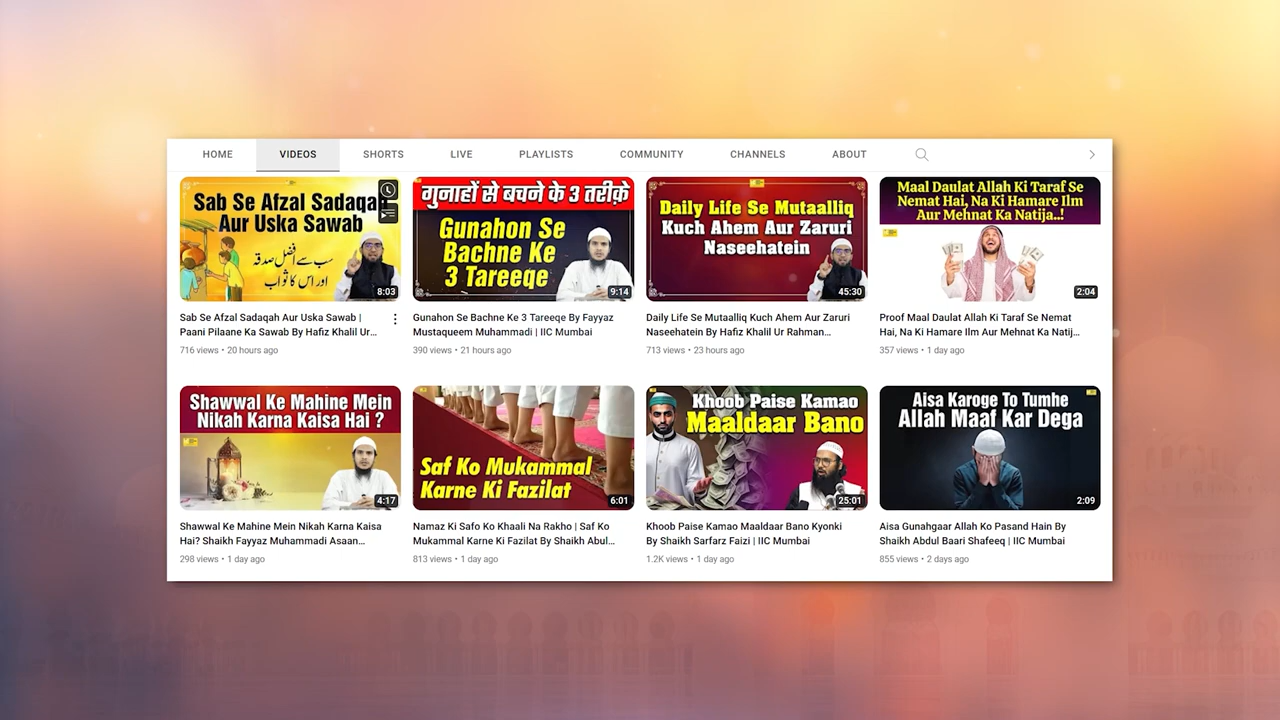 HOME VIDEOS SHORTS LIVE PLAYLISTS COMMUNITY CHANNELS ABOUT
Sab Se Afzal Sadaqah
Aur Uska Sawab
سب سے افضل صدقہ
اور اس کا ثواب
8:03
गुनाहों से बचने के 3 तरीक़े
Gunahon Se
Bachne Ke
3 Tareeqe
9:14
Daily Life Se Mutaalliq
Kuch Ahem Aur Zaruri
Naseehatein
45:30
Maal Daulat Allah Ki Taraf Se
Nemat Hai, Na Ki Hamare Ilm
Aur Mehnat Ka Natija..!
2:04
Sab Se Afzal Sadaqah Aur Uska Sawab |
Paani Pilaane Ka Sawab By Hafiz Khalil Ur...
716 views • 20 hours ago
Gunahon Se Bachne Ke 3 Tareeqe By Fayyaz
Mustaqueem Muhammadi | IIC Mumbai
390 views • 21 hours ago
Daily Life Se Mutaalliq Kuch Ahem Aur Zaruri
Naseehatein By Hafiz Khalil Ur Rahman...
713 views • 23 hours ago
Proof Maal Daulat Allah Ki Taraf Se Nemat
Hai, Na Ki Hamare Ilm Aur Mehnat Ka Natij...
357 views • 1 day ago
Shawwal Ke Mahine Mein
Nikah Karna Kaisa Hai ?
4:17
Saf Ko Mukammal
Karne Ki Fazilat
6:01
Khoob Paise Kamao
Maaldaar Bano
25:01
Aisa Karoge To Tumhe
Allah Maaf Kar Dega
2:09
Shawwal Ke Mahine Mein Nikah Karna Kaisa
Hai? Shaikh Fayyaz Muhammadi Asaan...
298 views • 1 day ago
Namaz Ki Safo Ko Khaali Na Rakho | Saf Ko
Mukammal Karne Ki Fazilat By Shaikh Abul...
813 views • 1 day ago
Khoob Paise Kamao Maaldaar Bano Kyonki
By Shaikh Sarfarz Faizi | IIC Mumbai
1.2K views • 1 day ago
Aisa Gunahgaar Allah Ko Pasand Hain By
Shaikh Abdul Baari Shafeeq | IIC Mumbai
855 views • 2 days ago